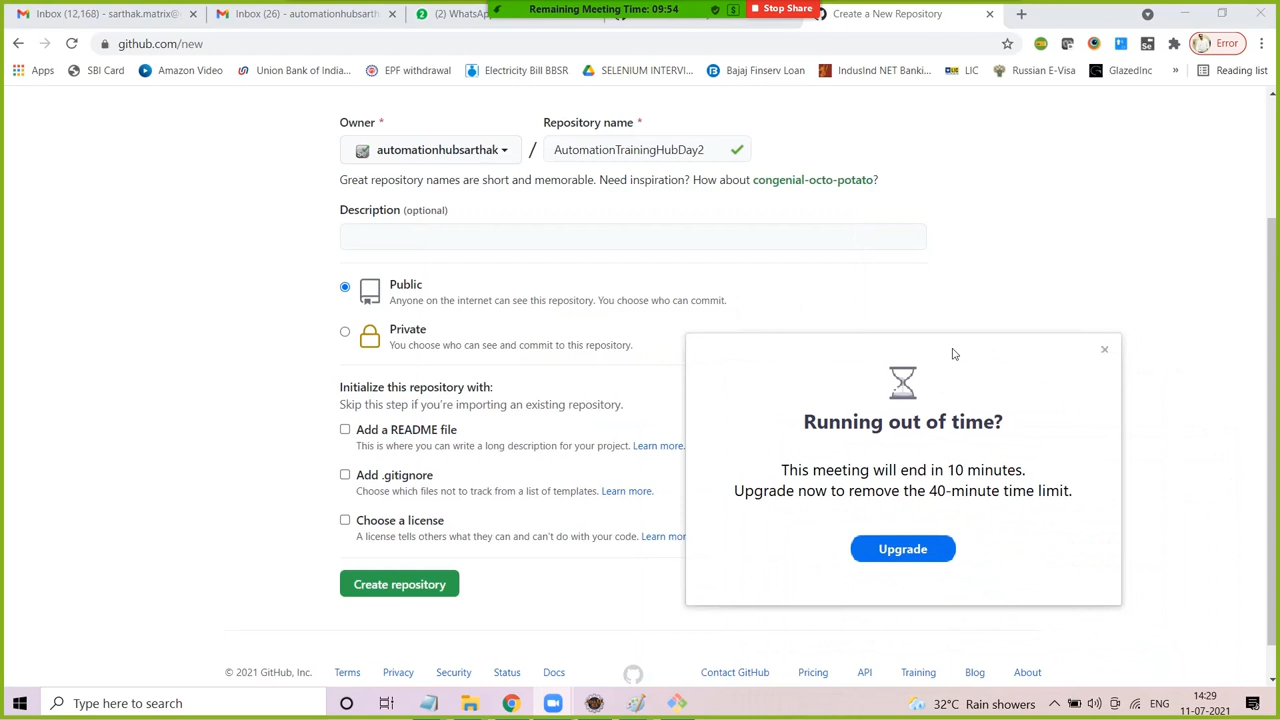 Inbox (12,168) - sarthak.matrix@
Inbox (26) - automationhubsarth
2
(2) WhatsAp
Remaining Meeting Time: 09:54
Stop Share
Create a New Repository
github.com/new
Error
Apps
SBI Card
Amazon Video
Union Bank of India...
EPF withdrawal
Electricity Bill BBSR
SELENIUM INTERVI...
Bajaj Finserv Loan
IndusInd NET Banki...
LIC
Russian E-Visa
GlazedInc
»
Reading list
Owner *
Repository name *
automationhubsarthak
/
AutomationTrainingHubDay2
Great repository names are short and memorable. Need inspiration? How about congenial-octo-potato?
Description (optional)
Public
Anyone on the internet can see this repository. You choose who can commit.
Private
You choose who can see and commit to this repository.
Initialize this repository with:
Skip this step if you're importing an existing repository.
Add a README file
This is where you can write a long description for your project. Learn more.
Add .gitignore
Choose which files not to track from a list of templates. Learn more.
Choose a license
A license tells others what they can and can't do with your code. Learn mor
Create repository
Running out of time?
This meeting will end in 10 minutes.
Upgrade now to remove the 40-minute time limit.
Upgrade
© 2021 GitHub, Inc.
Terms
Privacy
Security
Status
Docs
Contact GitHub
Pricing
API
Training
Blog
About
Type here to search
32°C Rain showers
ENG
14:29
11-07-2021